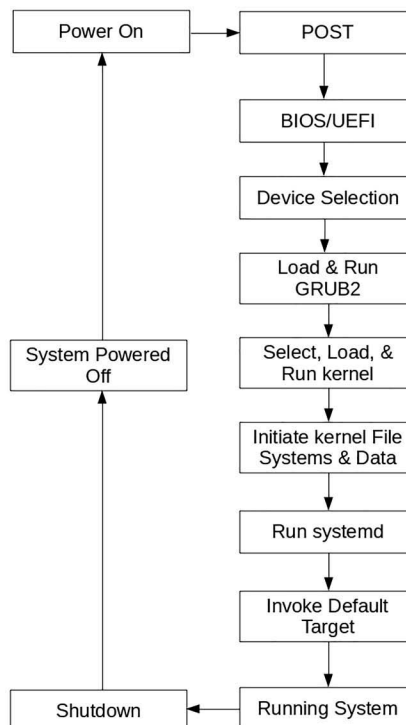 Power On
POST
BIOS/UEFI
Device Selection
Load & Run
GRUB2
System Powered
Off
Select, Load, &
Run kernel
Initiate kernel File
Systems & Data
Run systemd
Invoke Default
Target
Running System
Shutdown